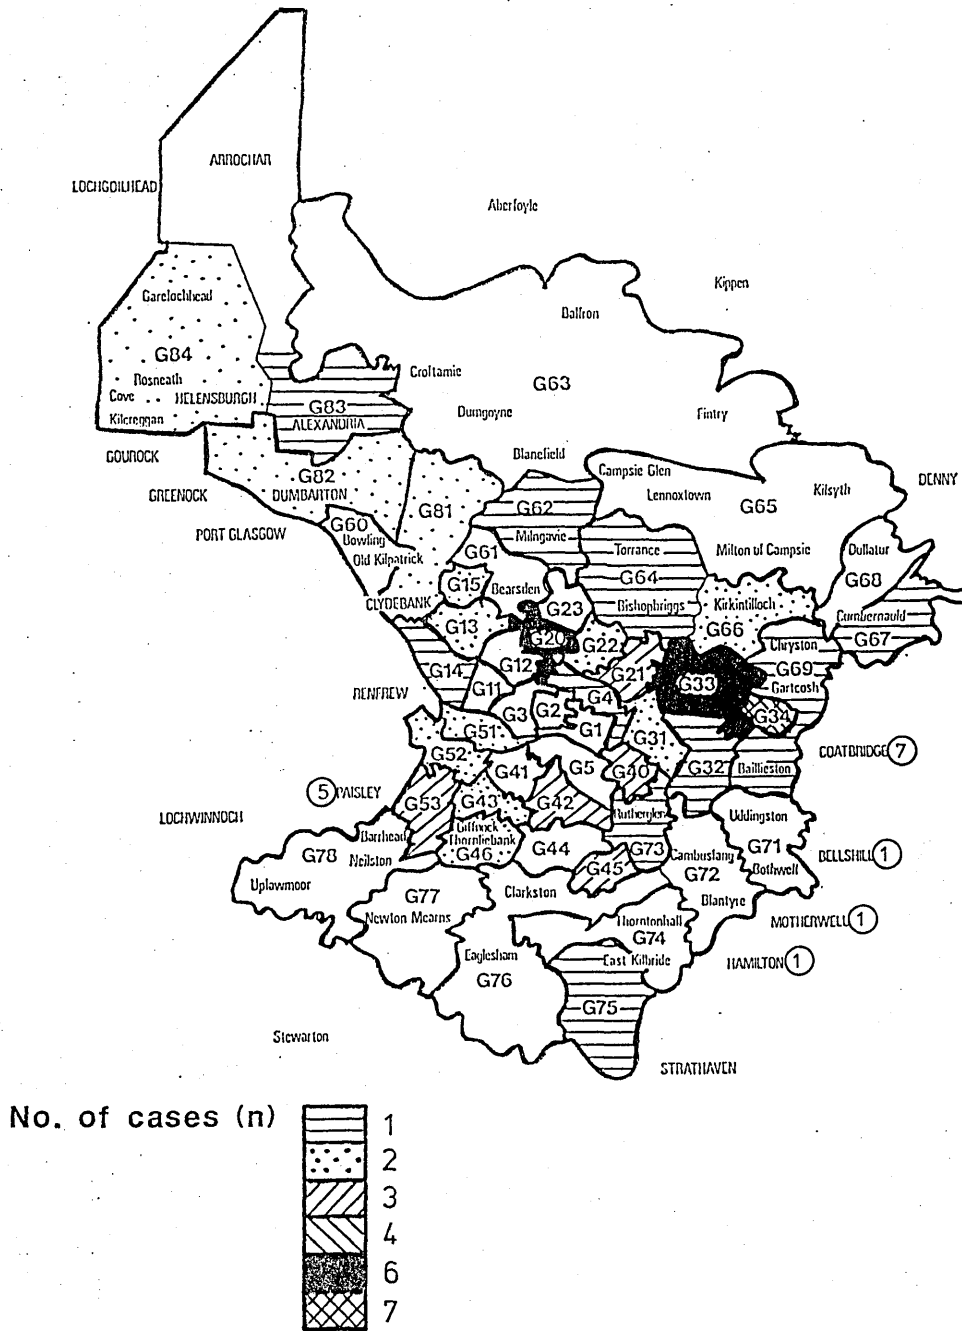 ARROCHAR
LOCHGOILHEAD
Aberfoyle
Kippen
Garelochhead
Balfron
G84
Croftamie
G63
Rosneath
Cove
HELENSBURGH
G83
Drumgoyne
Fintry
Kilcreggan
ALEXANDRIA
GOUROCK
Blanefield
Campsie Glen
DENNY
G82
Lennoxtown
Kilsyth
GREENOCK
DUMBARTON
G81
G62
G65
PORT GLASGOW
G60
Bowling
Milngavie
Torrance
Milton of Campsie
Dullatur
Old Kilpatrick
G61
G64
G68
G15
Bearsden
CLYDEBANK
G23
Bishopbriggs
Kirkintilloch
Cumbernauld
G13
G20
G22
G66
G67
Chryston
G14
G12
G21
G69
RENFREW
G11
G33
Gartcosh
G4
G3
G2
G1
G34
G51
G31
G52
COATBRIDGE 7
G41
G5
G40
G32
Baillieston
5 PAISLEY
G53
G43
G42
LOCHWINNOCH
Rutherglen
Uddingston
Barrhead
Giffnock
Thornliebank
G78
Neilston
G46
G44
G73
Cambuslang
G71
BELLSHILL 1
G45
G72
Bothwell
Uplawmoor
G77
Clarkston
Blantyre
Newton Mearns
Thorntonhall
MOTHERWELL 1
G74
Eaglesham
East Kilbride
HAMILTON 1
G76
G75
Stewarton
STRATHAVEN
No. of cases (n)
1
2
3
4
6
7